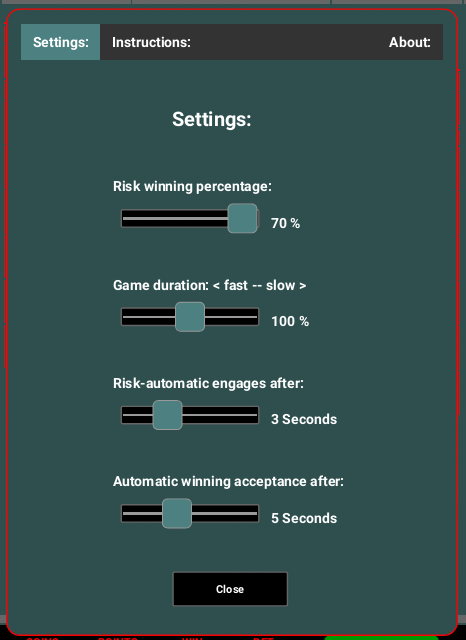 Settings:
Instructions:
About:
Settings:
Risk winning percentage:
70 %
Game duration: < fast -- slow >
100 %
Risk-automatic engages after:
3 Seconds
Automatic winning acceptance after:
5 Seconds
Close